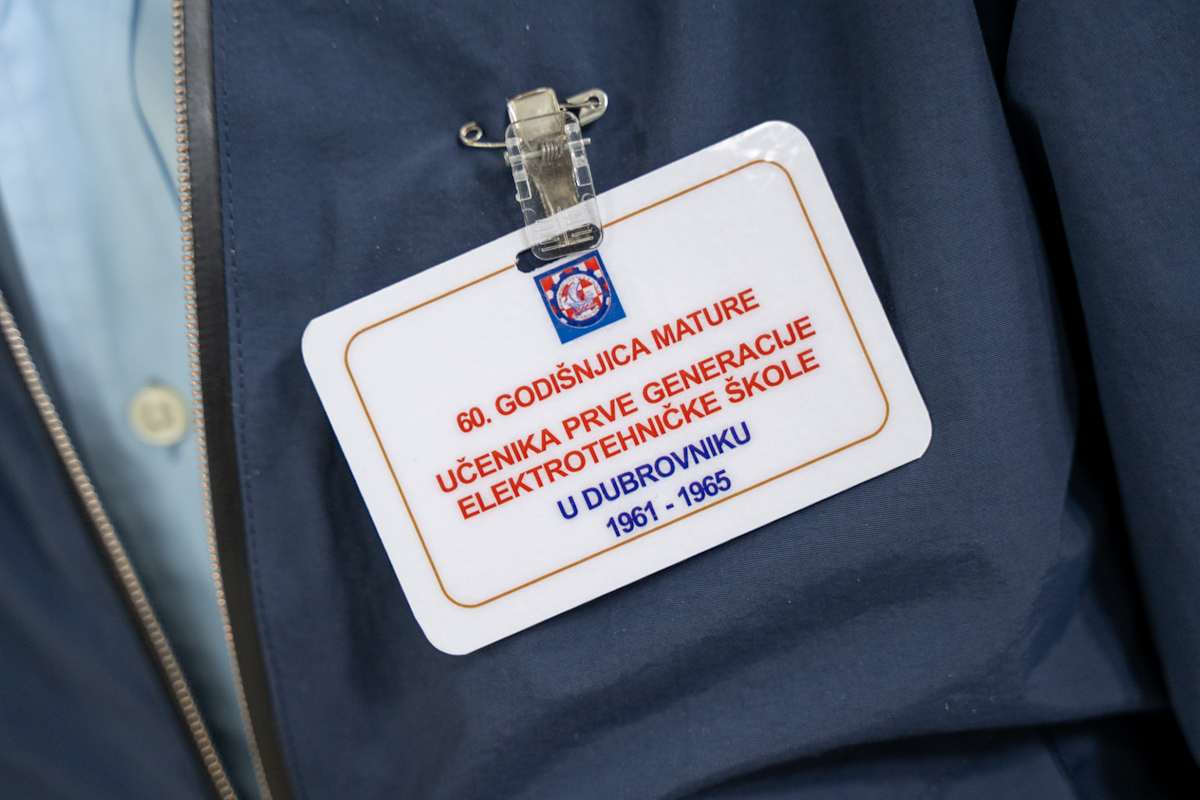 60. GODIŠNJICA MATURE
UČENIKA PRVE GENERACIJE
ELEKTROTEHNIČKE ŠKOLE
U DUBROVNIKU
1961 - 1965